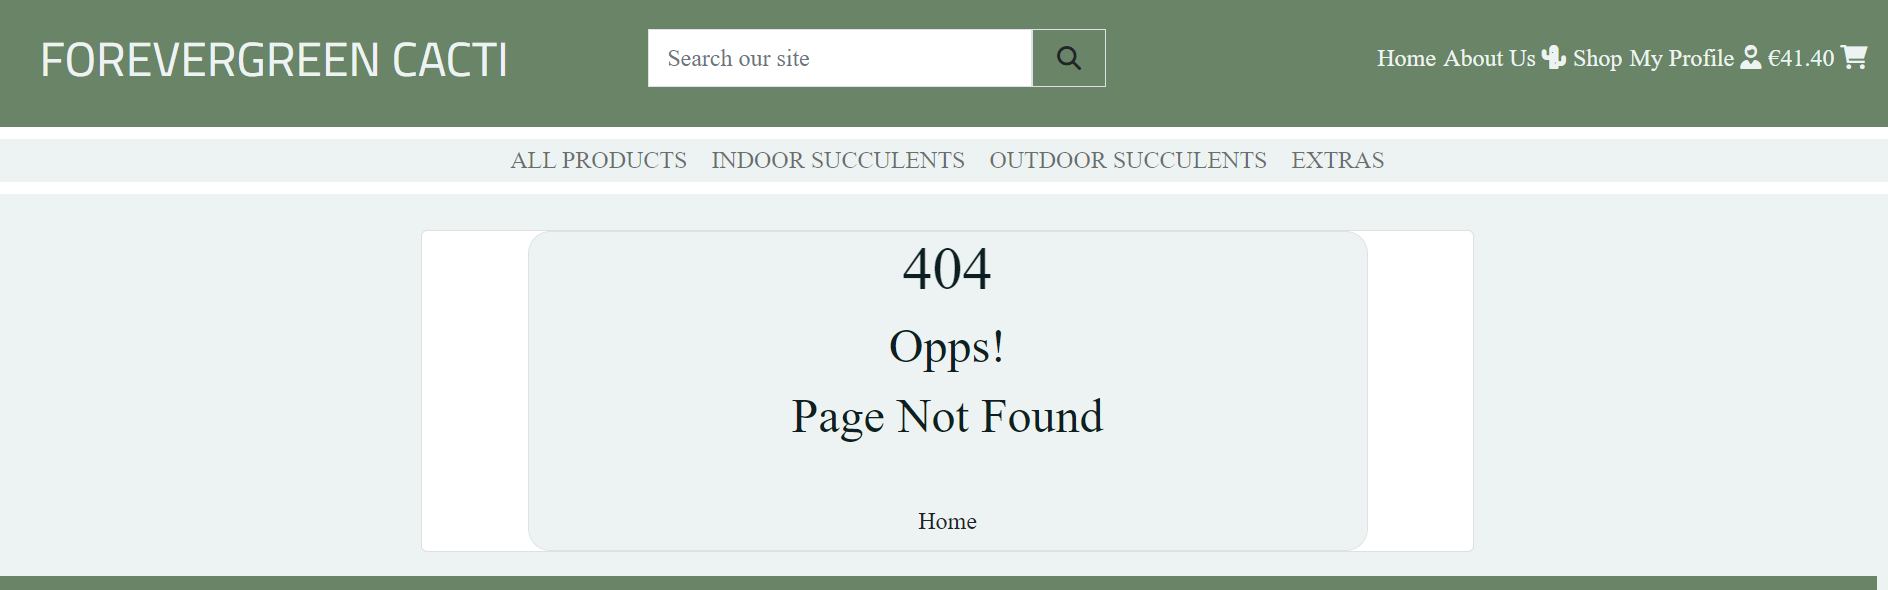 FOREVERGREEN CACTI
Search our site
Home About Us Shop My Profile €41.40
ALL PRODUCTS INDOOR SUCCULENTS OUTDOOR SUCCULENTS EXTRAS
404
Opps!
Page Not Found
Home